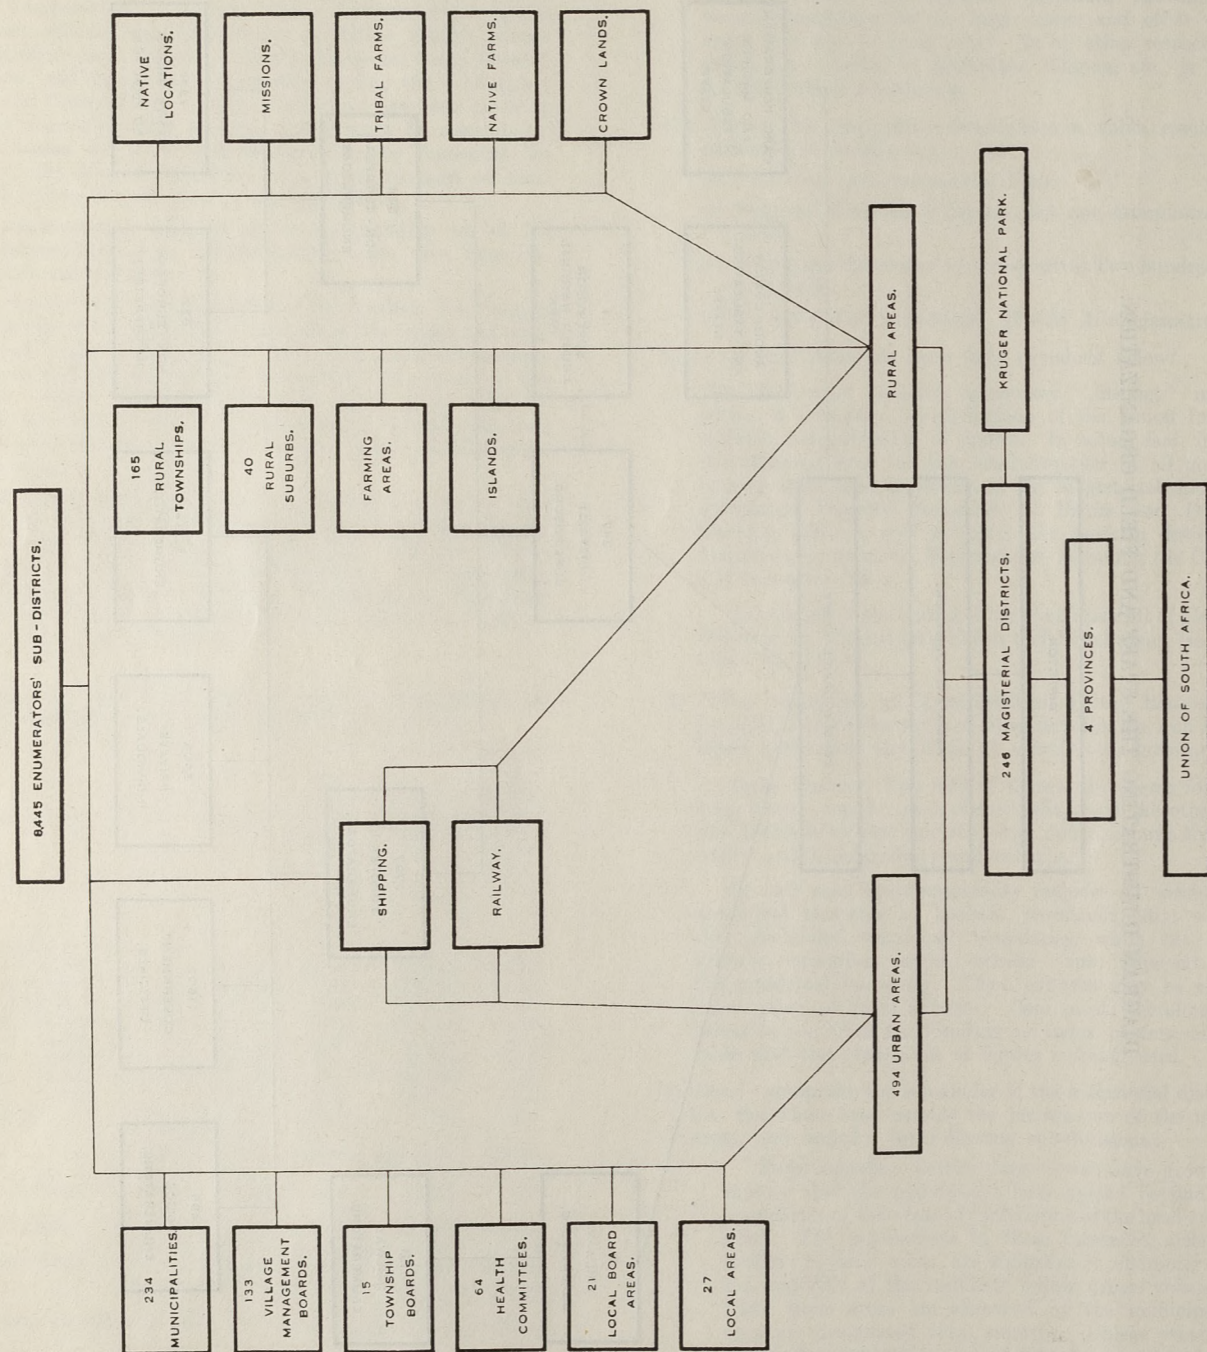 8,445 ENUMERATORS' SUB-DISTRICTS.
234
MUNICIPALITIES.
133
VILLAGE
MANAGEMENT
BOARDS.
15
TOWNSHIP
BOARDS.
64
HEALTH
COMMITTEES.
21
LOCAL BOARD
AREAS.
27
LOCAL AREAS.
SHIPPING.
RAILWAY.
165
RURAL
TOWNSHIPS.
40
RURAL
SUBURBS.
FARMING
AREAS.
ISLANDS.
NATIVE
LOCATIONS.
MISSIONS.
TRIBAL FARMS.
NATIVE FARMS.
CROWN LANDS.
494 URBAN AREAS.
RURAL AREAS.
246 MAGISTERIAL DISTRICTS.
KRUGER NATIONAL PARK.
4 PROVINCES.
UNION OF SOUTH AFRICA.